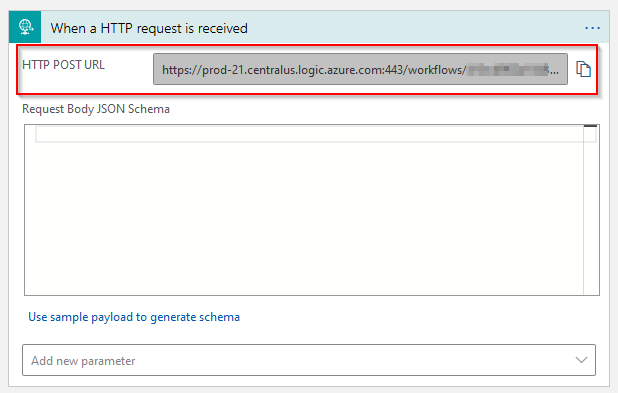 When a HTTP request is received
HTTP POST URL
https://prod-21.centralus.logic.azure.com:443/workflows/
Request Body JSON Schema
Use sample payload to generate schema
Add new parameter